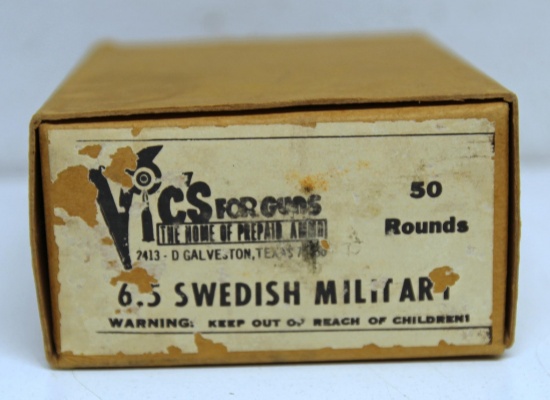 Vic's FOR GUNS
THE HOME OF PREPAID AMMO
2413 - D GALVESTON, TEXAS
6.5 SWEDISH MILITARY
50
Rounds
WARNING: KEEP OUT OF REACH OF CHILDREN!